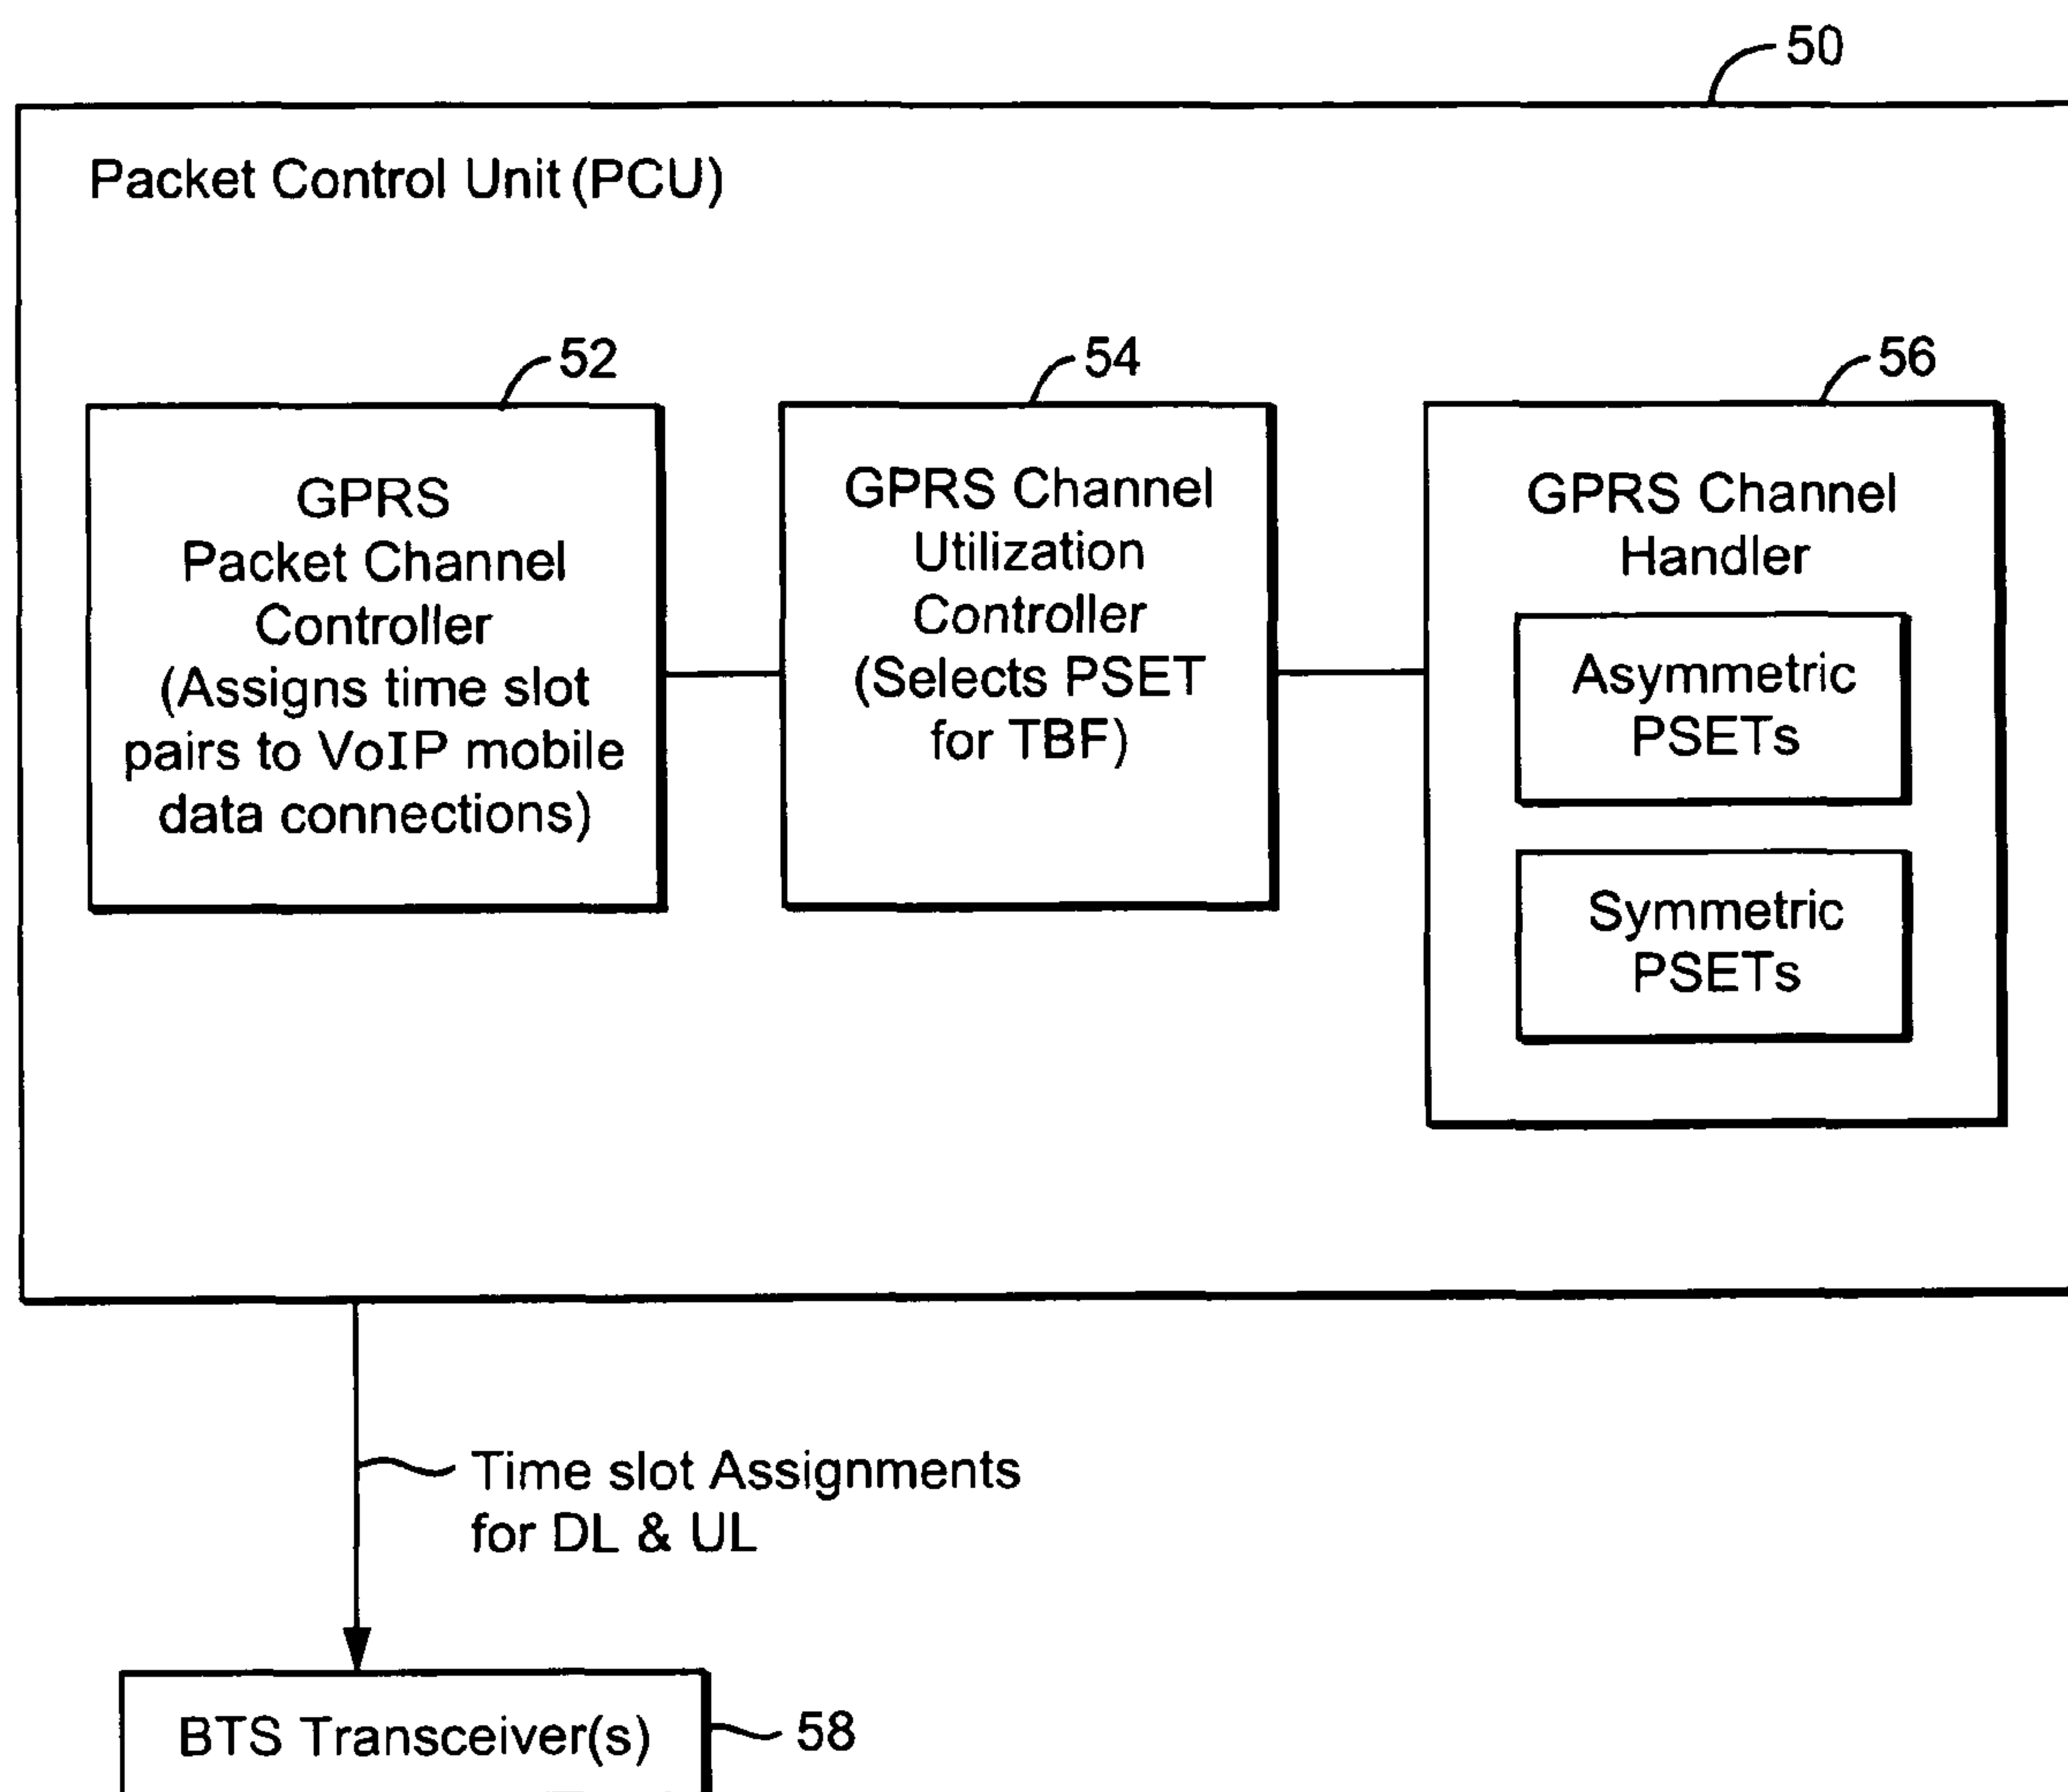 50
Packet Control Unit (PCU)
52
54
56
GPRS
Packet Channel
Controller
(Assigns time slot
pairs to VoIP mobile
data connections)
GPRS Channel
Utilization
Controller
(Selects PSET
for TBF)
GPRS Channel
Handler
Asymmetric
PSETs
Symmetric
PSETs
Time slot Assignments
for DL & UL
BTS Transceiver(s)
58